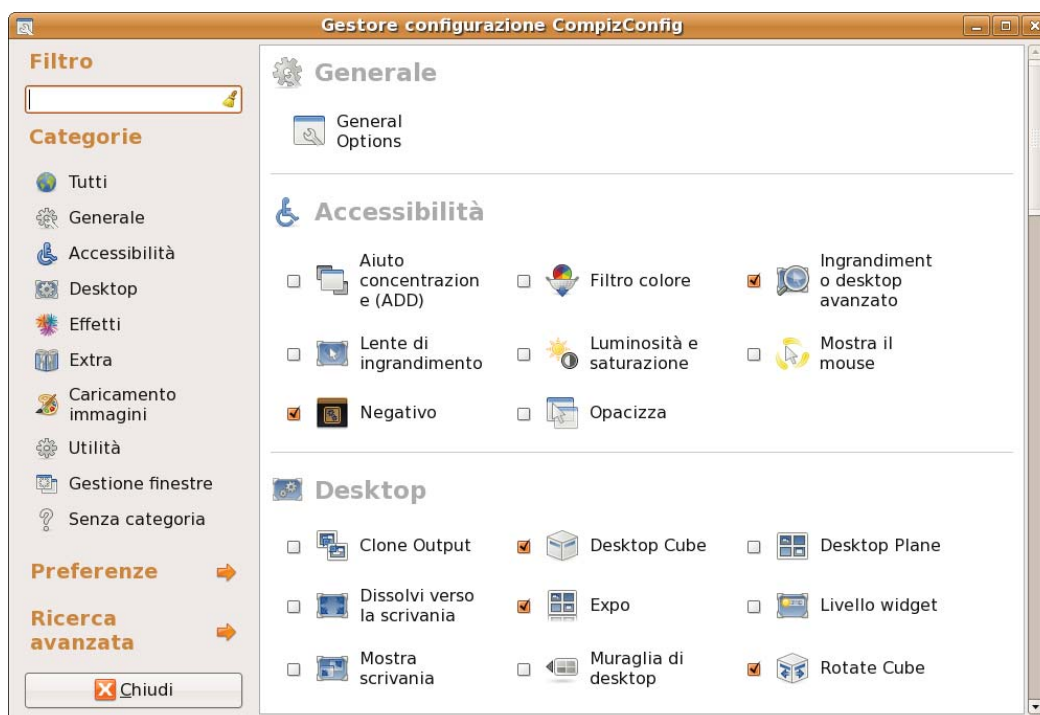 Gestore configurazione CompizConfig
Filtro
Categorie
Tutti
Generale
Accessibilità
Desktop
Effetti
Extra
Caricamento
immagini
Utilità
Gestione finestre
Senza categoria
Preferenze
Ricerca
avanzata
Chiudi
Generale
General
Options
Accessibilità
Aiuto
concentrazion
e (ADD)
Filtro colore
Ingrandiment
o desktop
avanzato
Lente di
ingrandimento
Luminosità e
saturazione
Mostra il
mouse
Negativo
Opacizza
Desktop
Clone Output
Desktop Cube
Desktop Plane
Dissolvi verso
la scrivania
Expo
Livello widget
Mostra
scrivania
Muraglia di
desktop
Rotate Cube